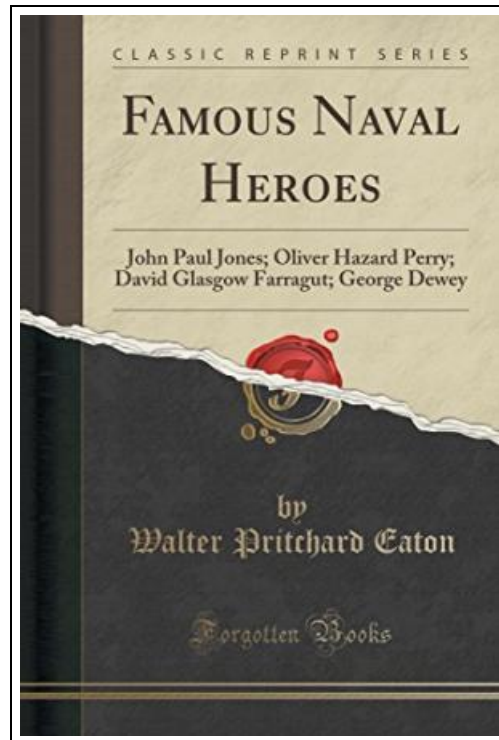 CLASSIC REPRINT SERIES
FAMOUS NAVAL
HEROES
John Paul Jones; Oliver Hazard Perry;
David Glasgow Farragut; George Dewey
by
Walter Pritchard Eaton
Forgotten Books